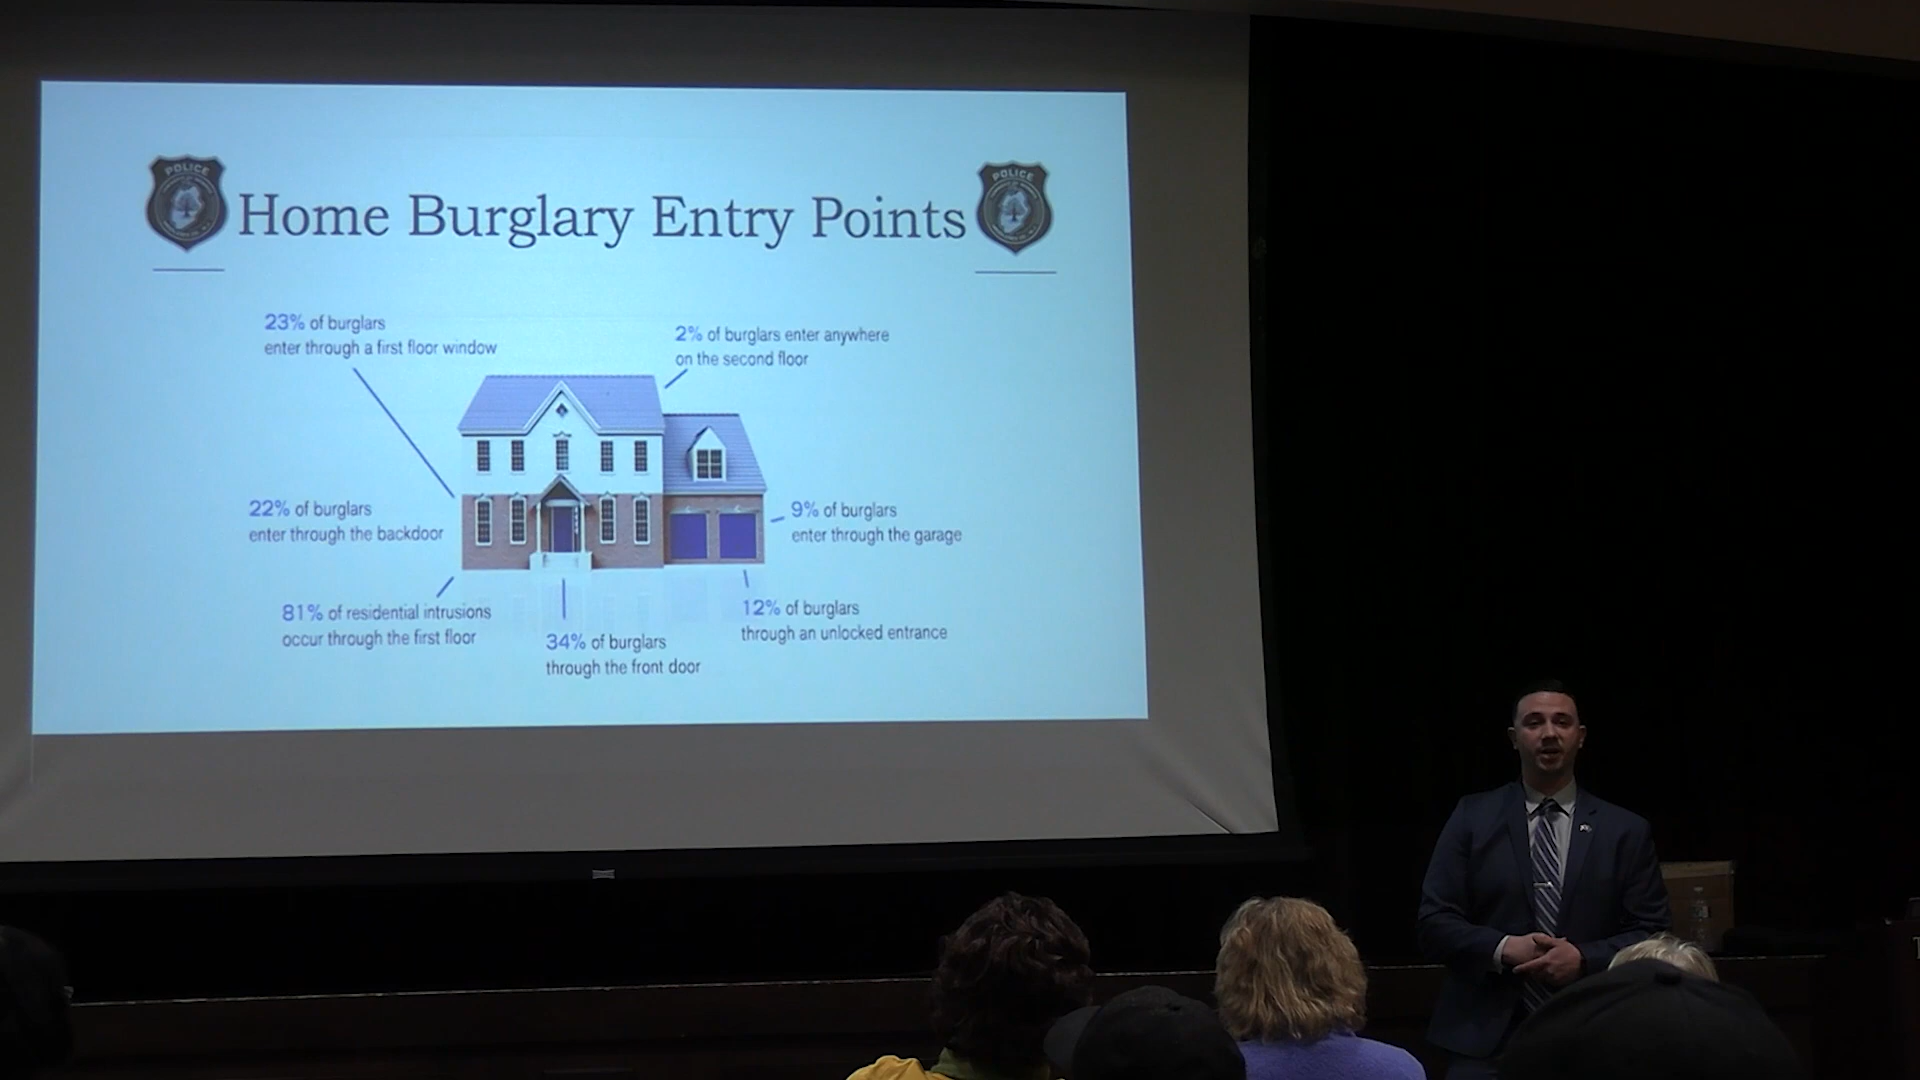 POLICE
POLICE
Home Burglary Entry Points
23% of burglars
enter through a first floor window
2% of burglars enter anywhere
on the second floor
22% of burglars
enter through the backdoor
9% of burglars
enter through the garage
81% of residential intrusions
occur through the first floor
34% of burglars
through the front door
12% of burglars
through an unlocked entrance